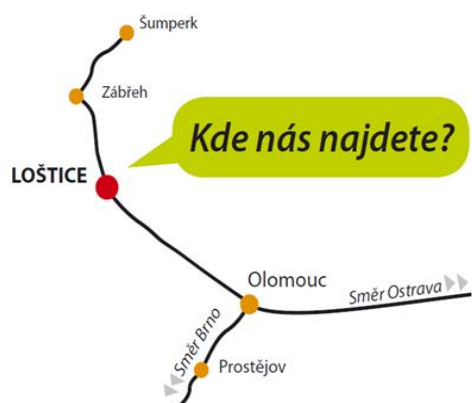 Šumperk
Zábřeh
Kde nás najdete?
LOŠTICE
Olomouc
Směr Ostrava
Směr Brno
Prostějov